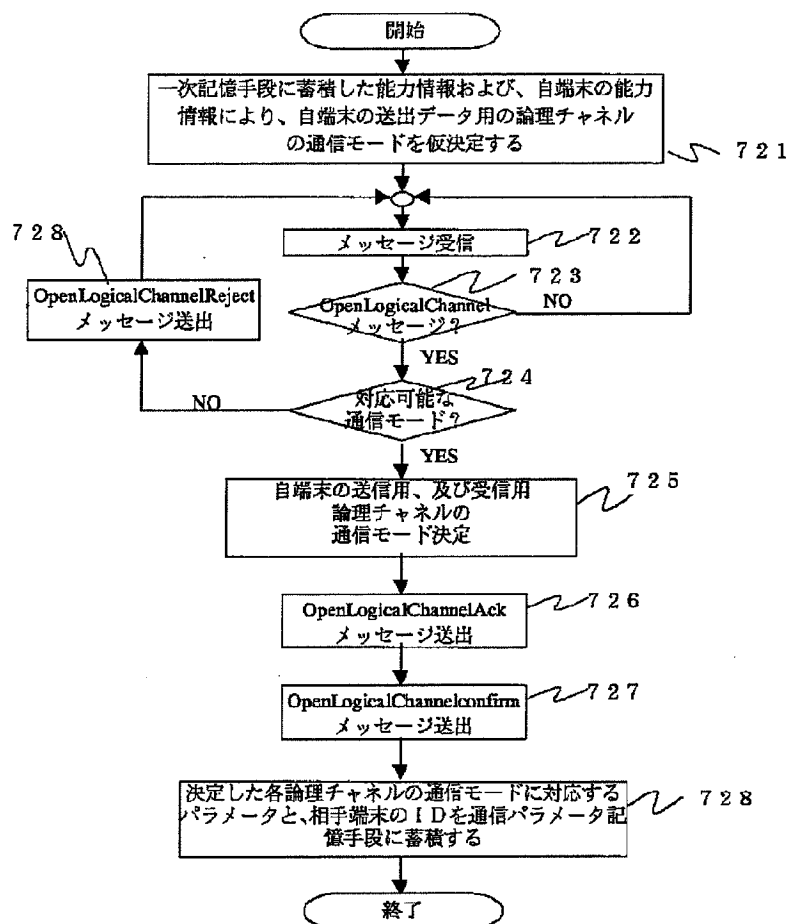 開始
一次記憶手段に蓄積した能力情報および、自端末の能力
情報により、自端末の送出データ用の論理チャネル
の通信モードを仮決定する
721
メッセージ受信
722
723
OpenLogicalChannel
メッセージ?
NO
YES
728
OpenLogicalChannelReject
メッセージ送出
724
対応可能な
通信モード?
NO
YES
自端末の送信用、及び受信用
論理チャネルの
通信モード決定
725
OpenLogicalChannelAck
メッセージ送出
726
OpenLogicalChannelconfirm
メッセージ送出
727
決定した各論理チャネルの通信モードに対応する
パラメータと、相手端末のIDを通信パラメータ記
憶手段に蓄積する
728
終了